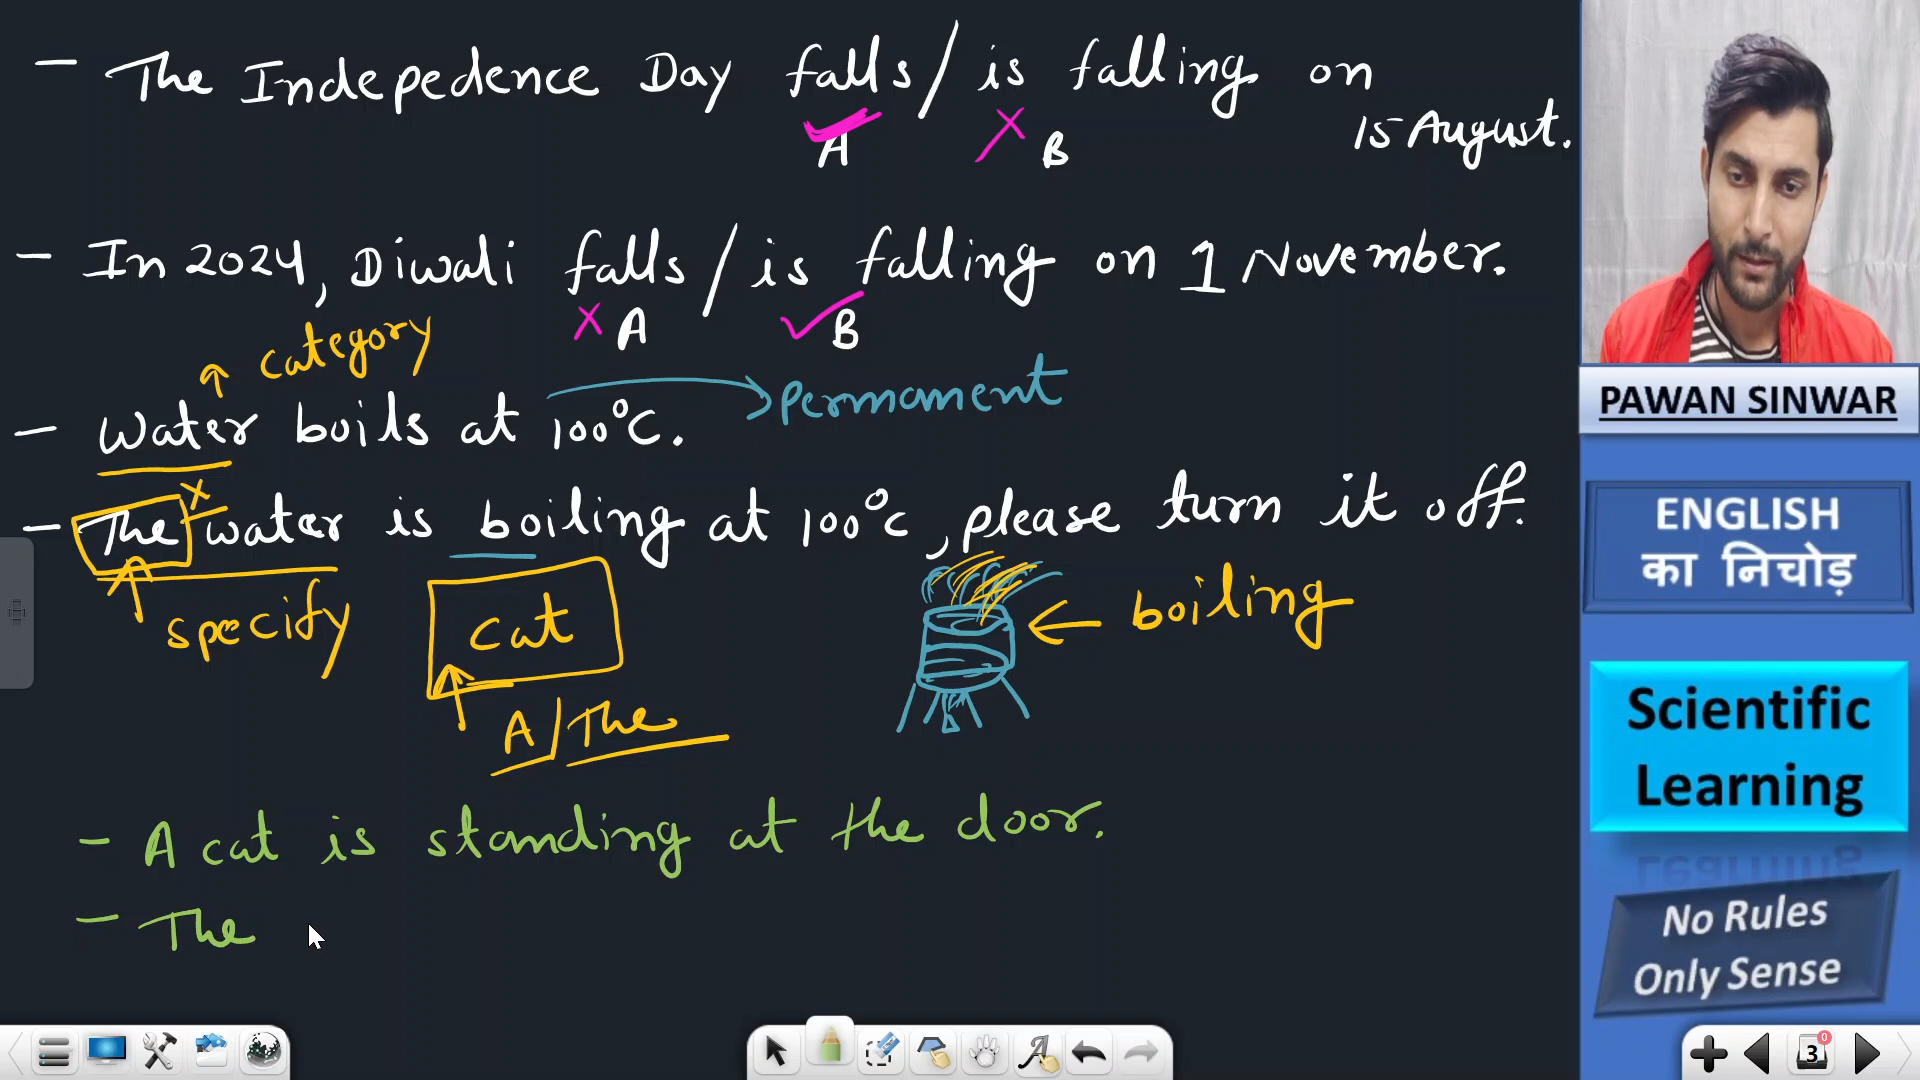 - The Indepedence Day falls / is falling on
15 August.
A B
- In 2024, Diwali falls / is falling on 1 November.
A B
category
permament
- Water boils at 100°C.
- The water is boiling at 100°C, please turn it off.
specify
cat
boiling
A/The
- A cat is standing at the door.
- The
PAWAN SINWAR
ENGLISH
का निचोड़
Scientific
Learning
No Rules
Only Sense
3
0